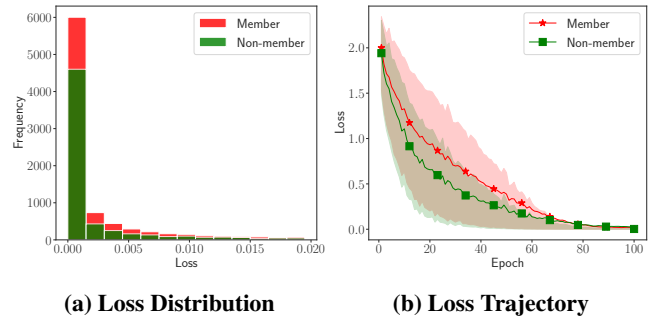 6000
5000
4000
3000
2000
1000
0
Frequency
0.000
0.005
0.010
0.015
0.020
Loss
Member
Non-member
(a) Loss Distribution
2.0
1.5
1.0
0.5
0.0
Loss
0
20
40
60
80
100
Epoch
Member
Non-member
(b) Loss Trajectory